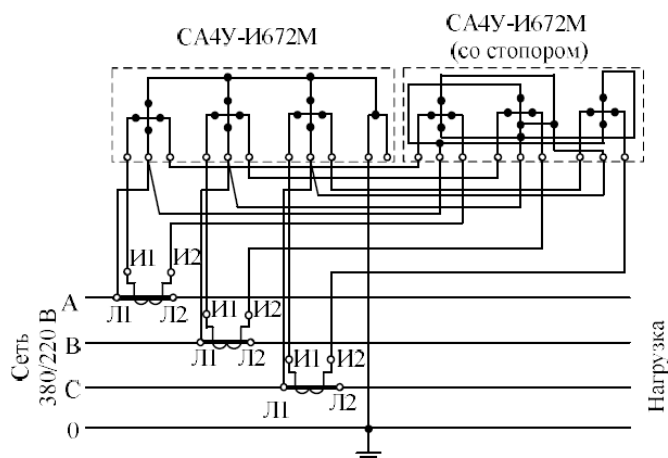 СА4У-И672М
СА4У-И672М
(со стопором)
И1
И2
А
Л1
Л2
И1
И2
В
Л1
Л2
И1
И2
С
Л1
Л2
0
Сеть
380/220 В
Нагрузка